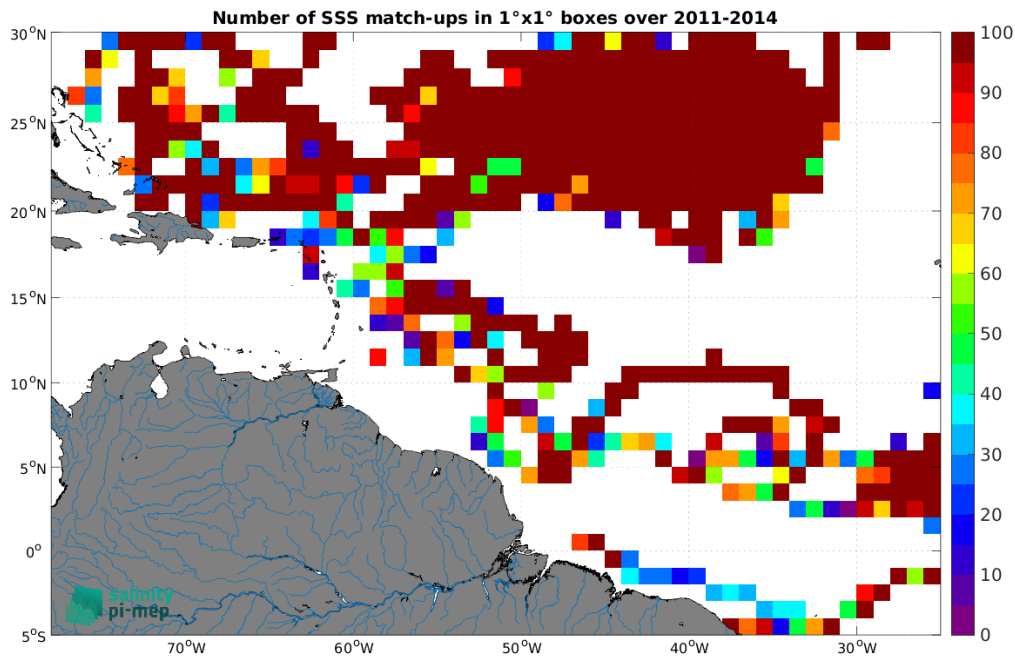 Number of SSS match-ups in 1°x1° boxes over 2011-2014
30°N
25°N
20°N
15°N
10°N
5°N
0°
5°S
70°W
60°W
50°W
40°W
30°W
100
90
80
70
60
50
40
30
20
10
0
salinity
pi-mep